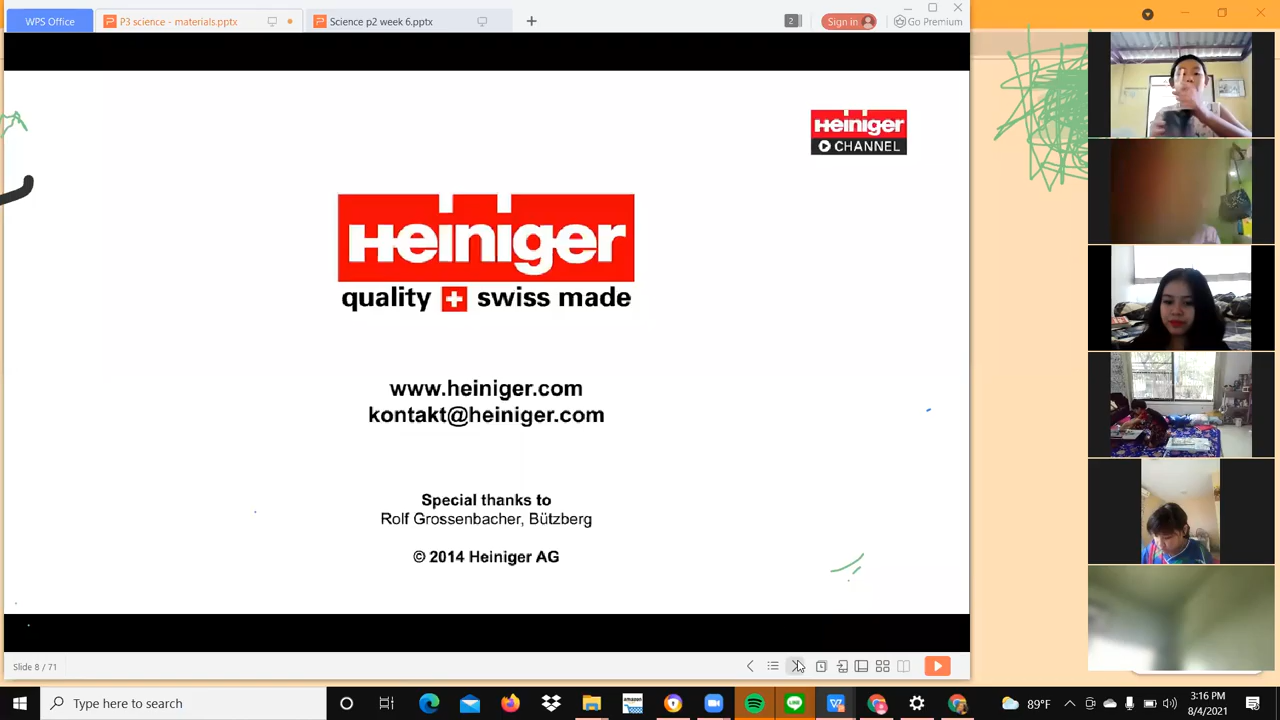 WPS Office
P3 science - materials.pptx
Science p2 week 6.pptx
2
Sign in
Go Premium
Heiniger
CHANNEL
Heiniger
quality swiss made
www.heiniger.com
kontakt@heiniger.com
Special thanks to
Rolf Grossenbacher, Bützberg
© 2014 Heiniger AG
Slide 8 / 71
Type here to search
89°F
3:16 PM
8/4/2021